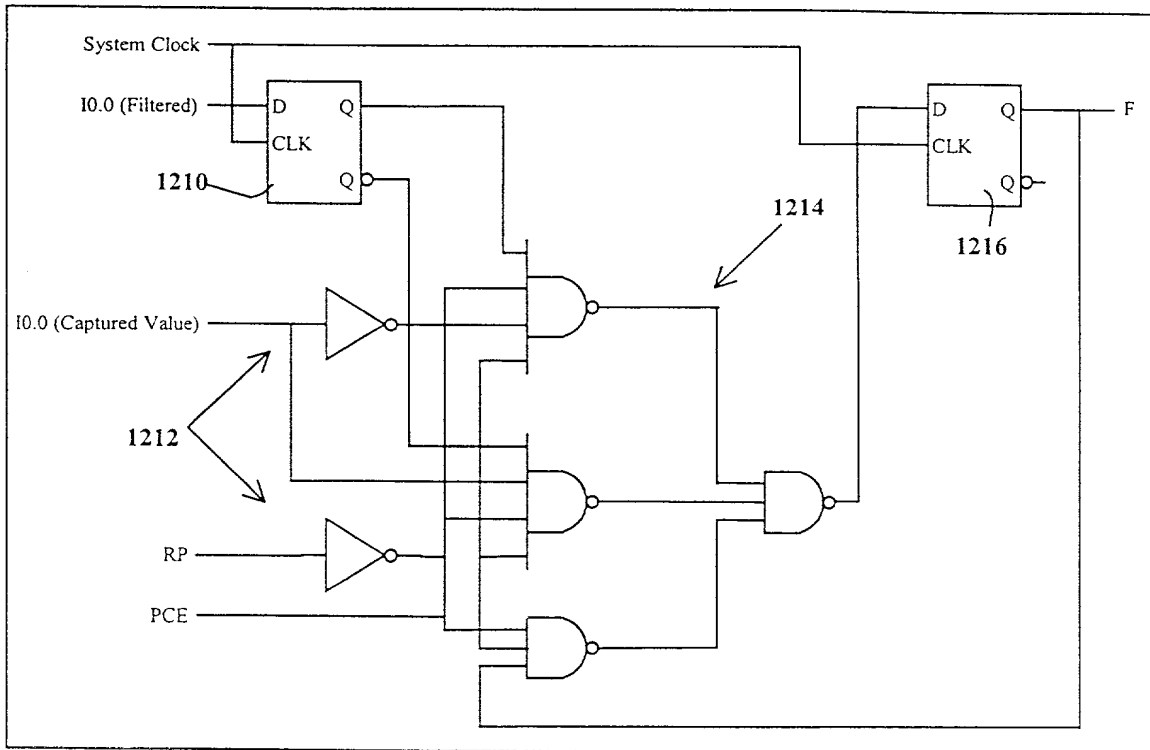 System Clock
I0.0 (Filtered)
D
Q
CLK
Q
1210
D
Q
F
CLK
Q
1216
1214
I0.0 (Captured Value)
1212
RP
PCE